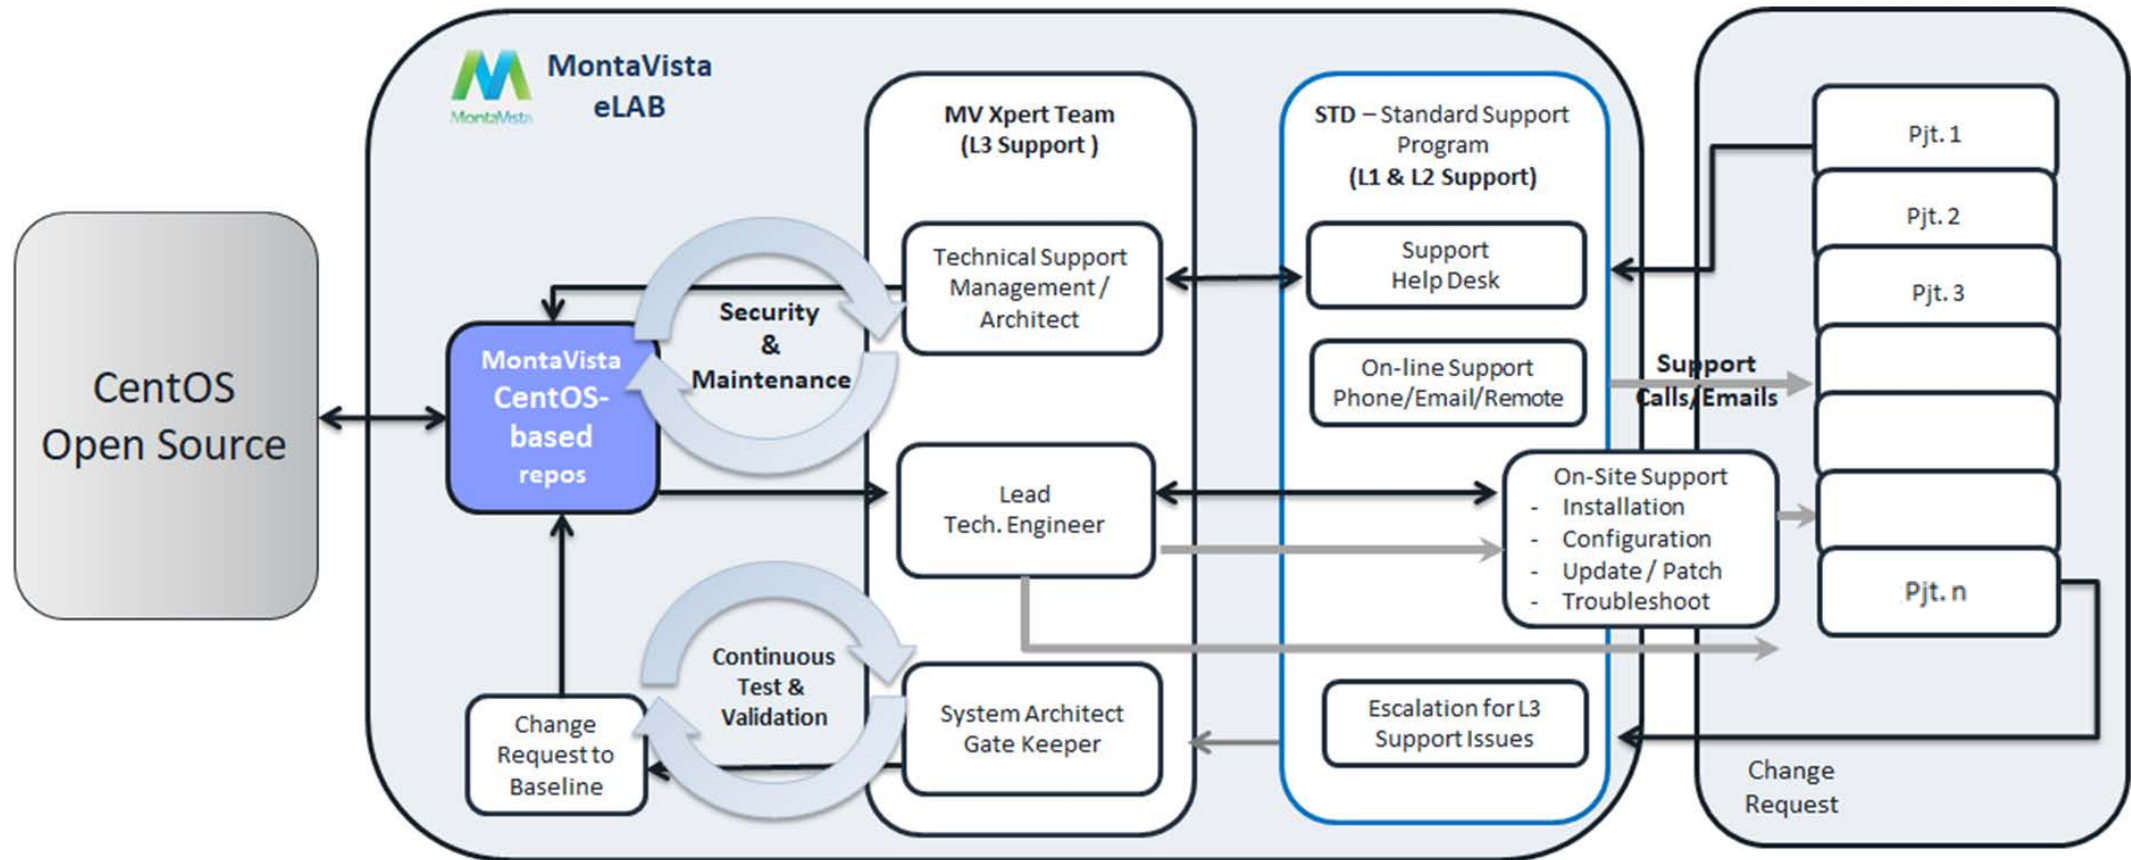 MontaVista
MontaVista
eLAB
CentOS
Open Source
MontaVista
CentOS-
based
repos
Security
&
Maintenance
Continuous
Test &
Validation
Change
Request to
Baseline
MV Xpert Team
(L3 Support )
Technical Support
Management /
Architect
Lead
Tech. Engineer
System Architect
Gate Keeper
STD – Standard Support
Program
(L1 & L2 Support)
Support
Help Desk
On-line Support
Phone/Email/Remote
On-Site Support
- Installation
- Configuration
- Update / Patch
- Troubleshoot
Escalation for L3
Support Issues
Support
Calls/Emails
Pjt. 1
Pjt. 2
Pjt. 3
Pjt. n
Change
Request